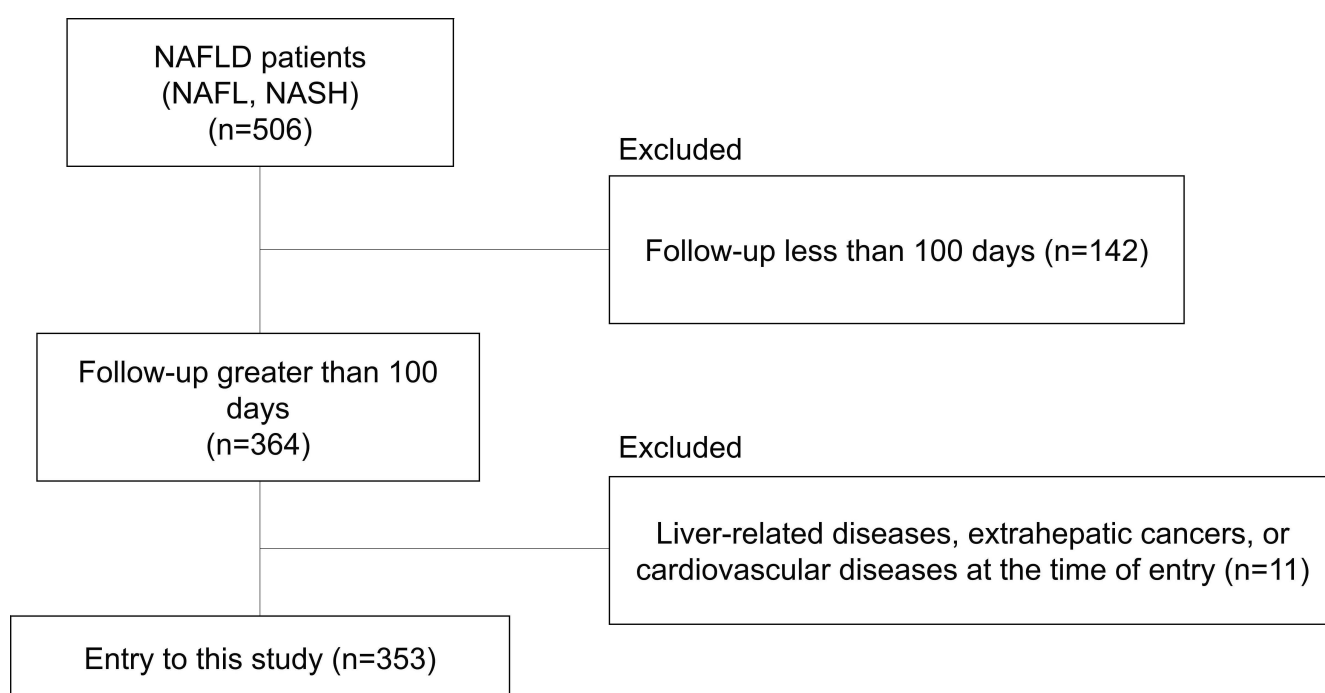 NAFLD patients
(NAFL, NASH)
(n=506)
Excluded
Follow-up less than 100 days (n=142)
Follow-up greater than 100
days
(n=364)
Excluded
Liver-related diseases, extrahepatic cancers, or
cardiovascular diseases at the time of entry (n=11)
Entry to this study (n=353)